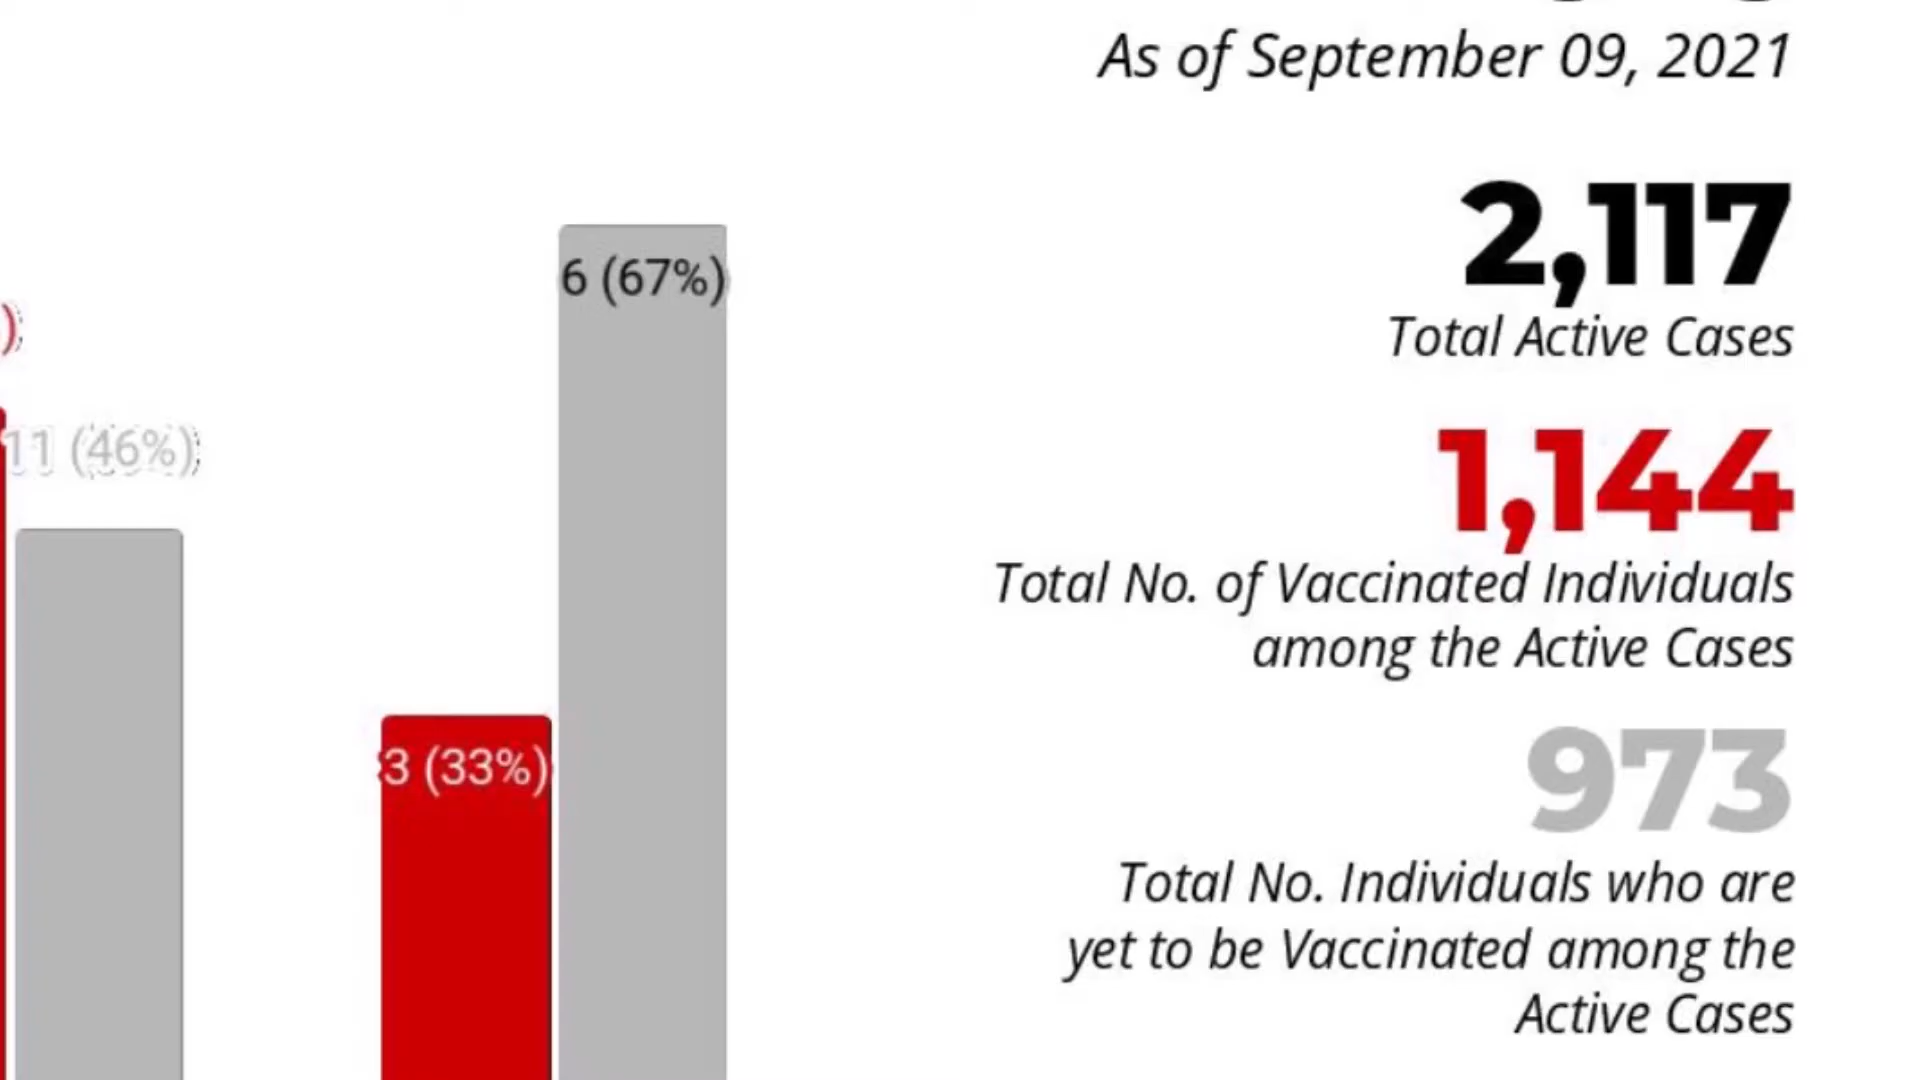 As of September 09, 2021
2,117
Total Active Cases
1,144
Total No. of Vaccinated Individuals
among the Active Cases
973
Total No. Individuals who are
yet to be Vaccinated among the
Active Cases
6 (67%)
)
11 (46%)
3 (33%)